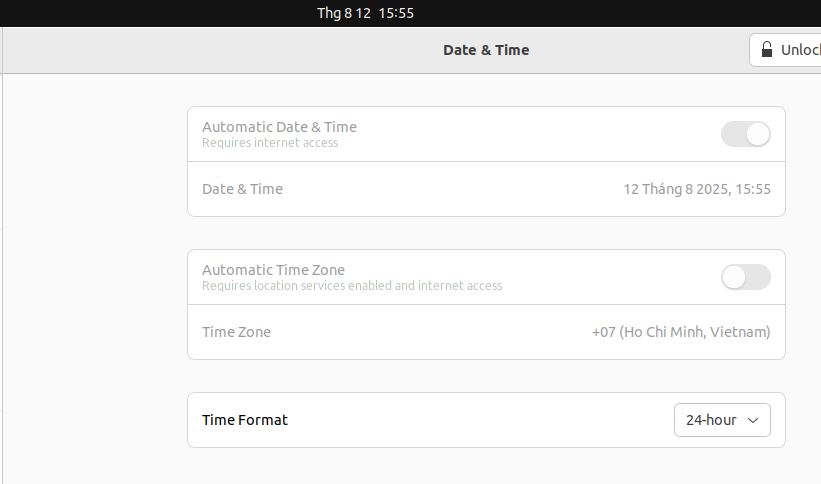 Thg 8 12 15:55
Date & Time
Automatic Date & Time
Requires internet access
Date & Time 12 Tháng 8 2025, 15:55
Automatic Time Zone
Requires location services enabled and internet access
Time Zone +07 (Ho Chi Minh, Vietnam)
Time Format 24-hour